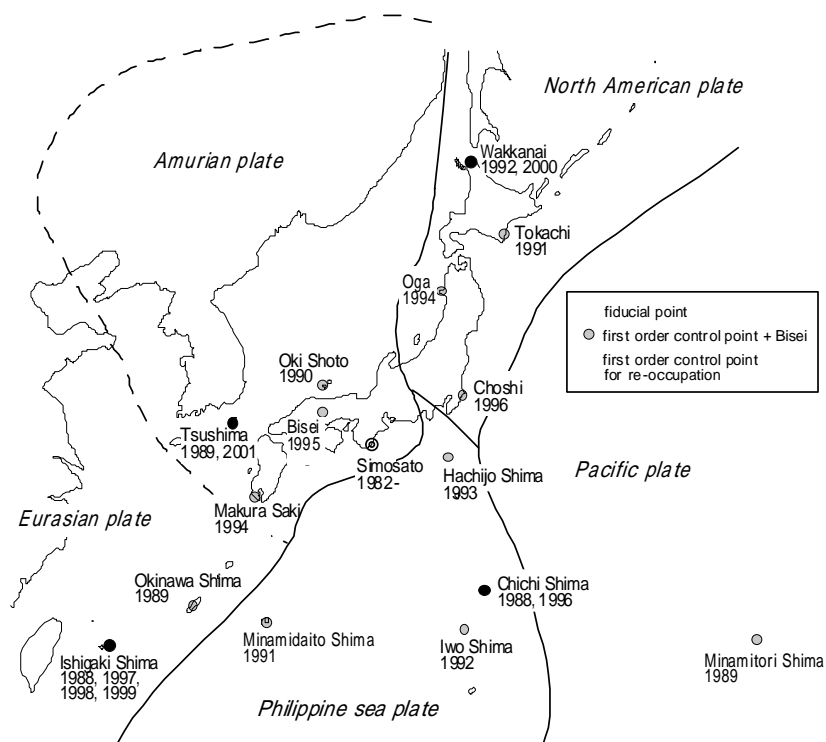 North American plate
Amurian plate
Wakkanai
1992, 2000
Tokachi
1991
Oga
1994
fiducial point
first order control point + Bisei
first order control point
for re-occupation
Oki Shoto
1990
Choshi
1996
Bisei
1995
Tsushima
1989, 2001
Simosato
1982-
Hachijo Shima
1993
Pacific plate
Makura Saki
1994
Eurasian plate
Okinawa Shima
1989
Chichi Shima
1988, 1996
Minamidaito Shima
1991
Iwo Shima
1992
Ishigaki Shima
1988, 1997,
1998, 1999
Minamitori Shima
1989
Philippine sea plate